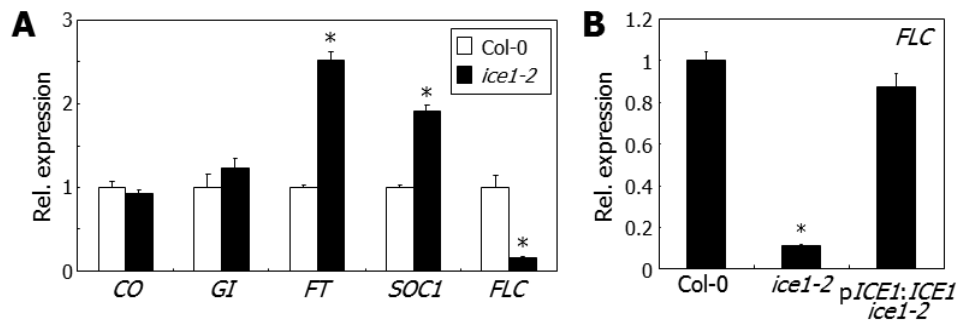 A
Rel. expression
3
2
1
0
*
*
*
Col-0
ice1-2
CO
GI
FT
SOC1
FLC
B
Rel. expression
1.2
1
0.8
0.6
0.4
0.2
0
FLC
*
Col-0
ice1-2
pICE1:ICE1
ice1-2